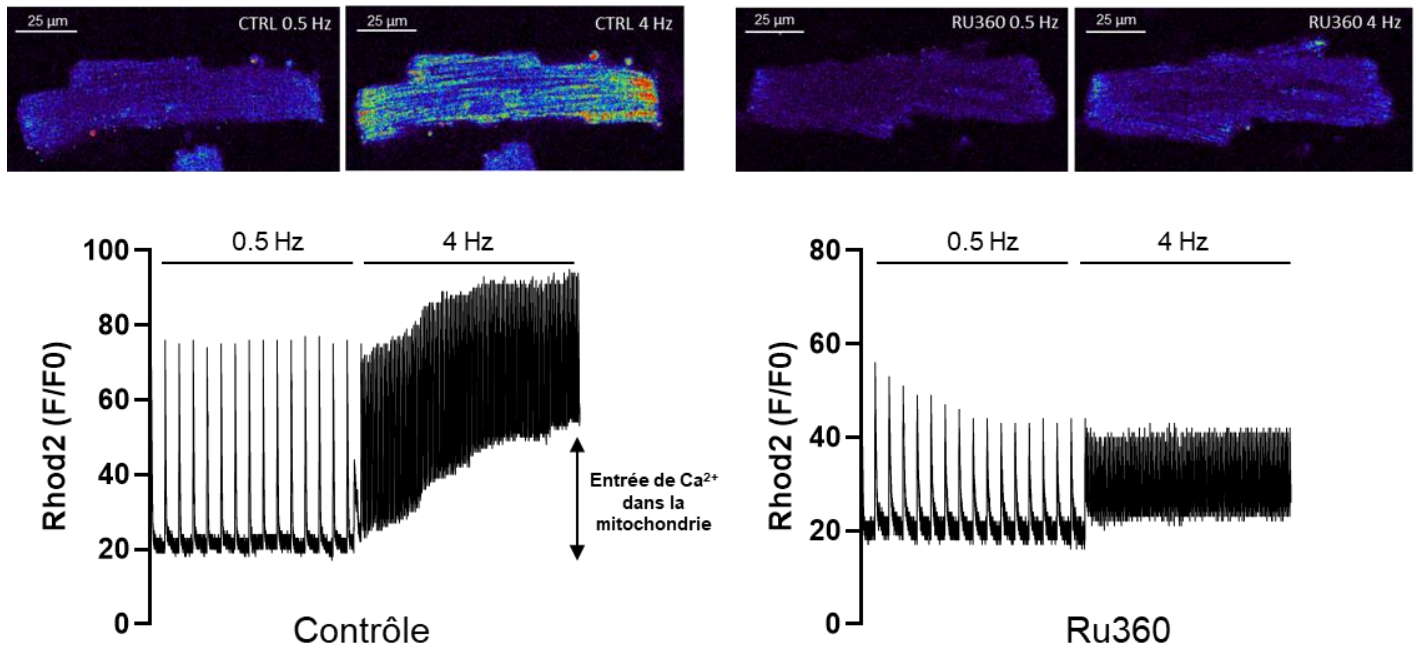 25 µm
CTRL 0.5 Hz
25 µm
CTRL 4 Hz
25 µm
RU360 0.5 Hz
25 µm
RU360 4 Hz
Rhod2 (F/F0)
100
80
60
40
20
0
0.5 Hz
4 Hz
Entrée de Ca²⁺
dans la
mitochondrie
Contrôle
Rhod2 (F/F0)
80
60
40
20
0
0.5 Hz
4 Hz
Ru360